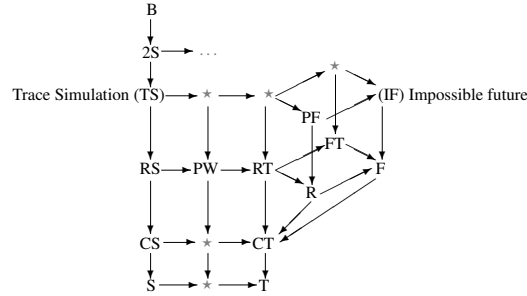 B
2S ...
⋆
Trace Simulation (TS) ⋆ ⋆ (IF) Impossible future
PF
FT
RS PW RT F
R
CS ⋆ CT
S ⋆ T